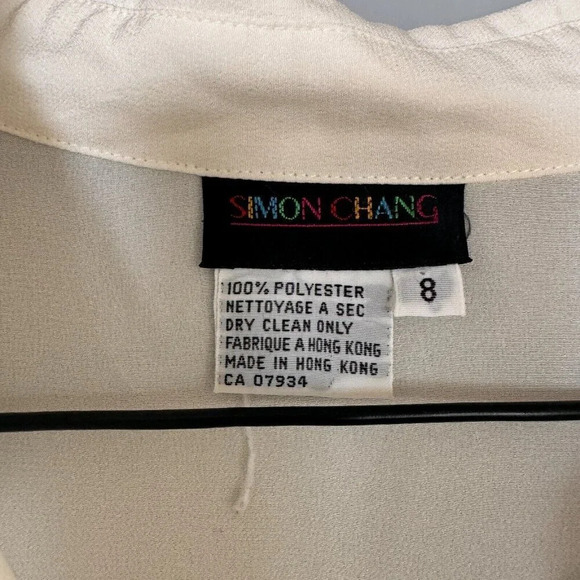 SIMON CHANG
100% POLYESTER
NETTOYAGE A SEC
DRY CLEAN ONLY
FABRIQUE A HONG KONG
MADE IN HONG KONG
CA 07934
8